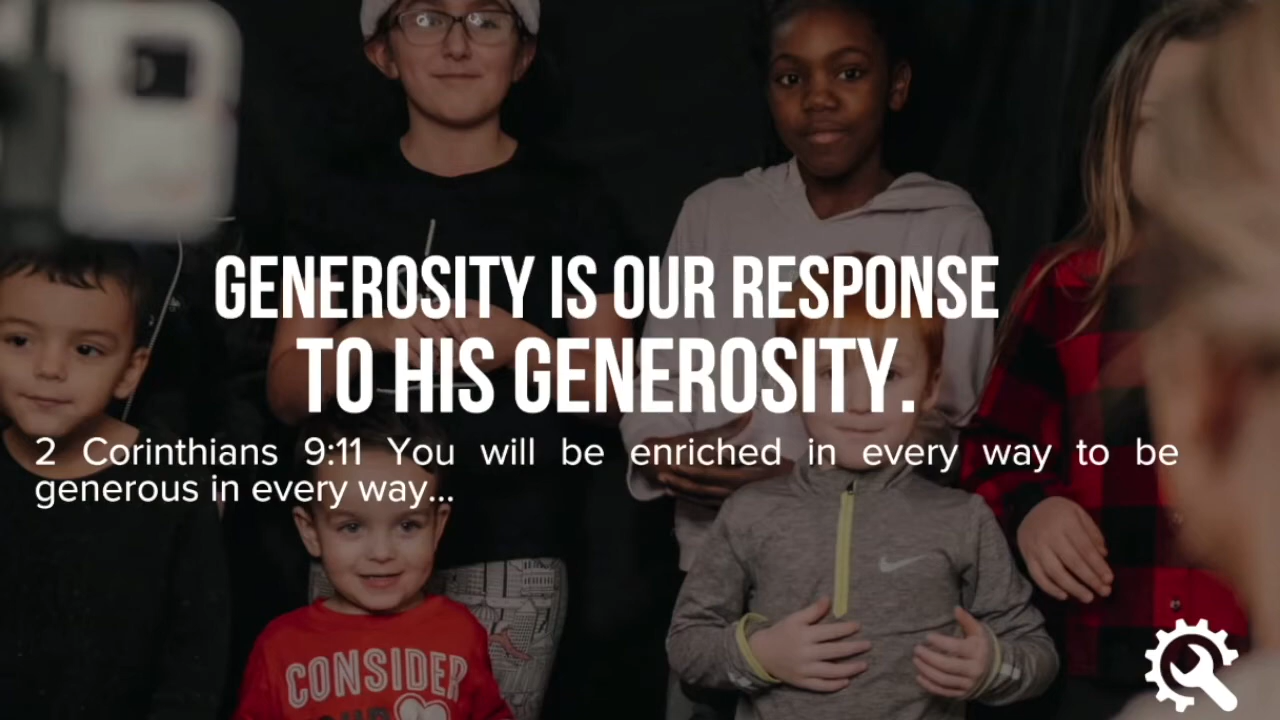 GENEROSITY IS OUR RESPONSE
TO HIS GENEROSITY.
2 Corinthians 9:11 You will be enriched in every way to be
generous in every way...
CONSIDER